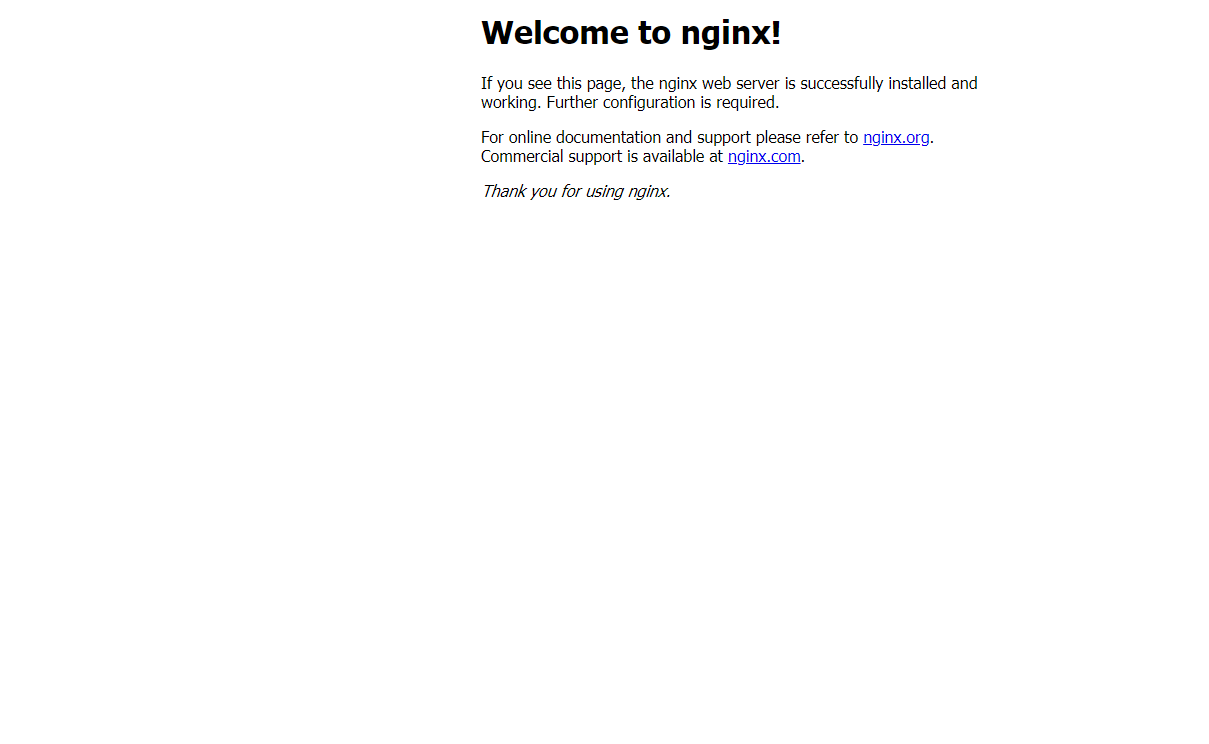 Welcome to nginx!
If you see this page, the nginx web server is successfully installed and
working. Further configuration is required.
For online documentation and support please refer to nginx.org.
Commercial support is available at nginx.com.
Thank you for using nginx.